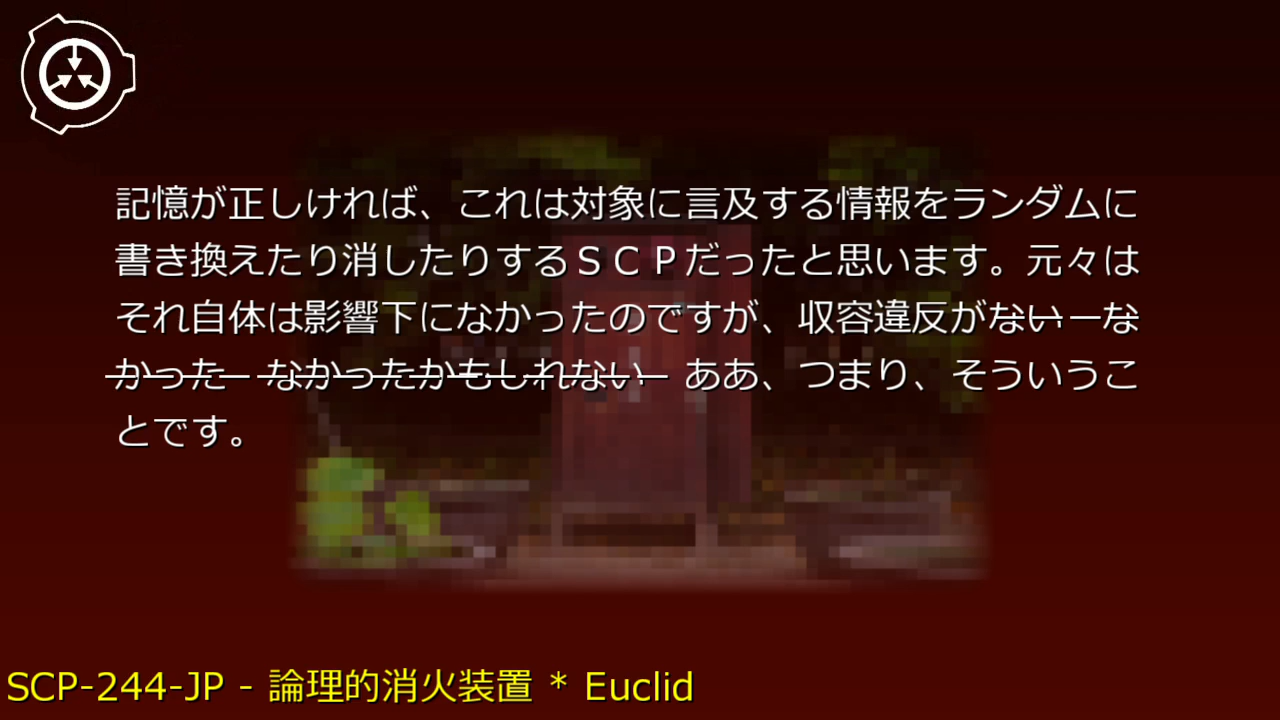 記憶が正しければ、これは対象に言及する情報をランダムに
書き換えたり消したりするＳＣＰだったと思います。元々は
それ自体は影響下になかったのですが、収容違反がない－な
かった－ なかったかもしれない－ ああ、つまり、そういうこ
とです。
SCP-244-JP - 論理的消火装置 * Euclid